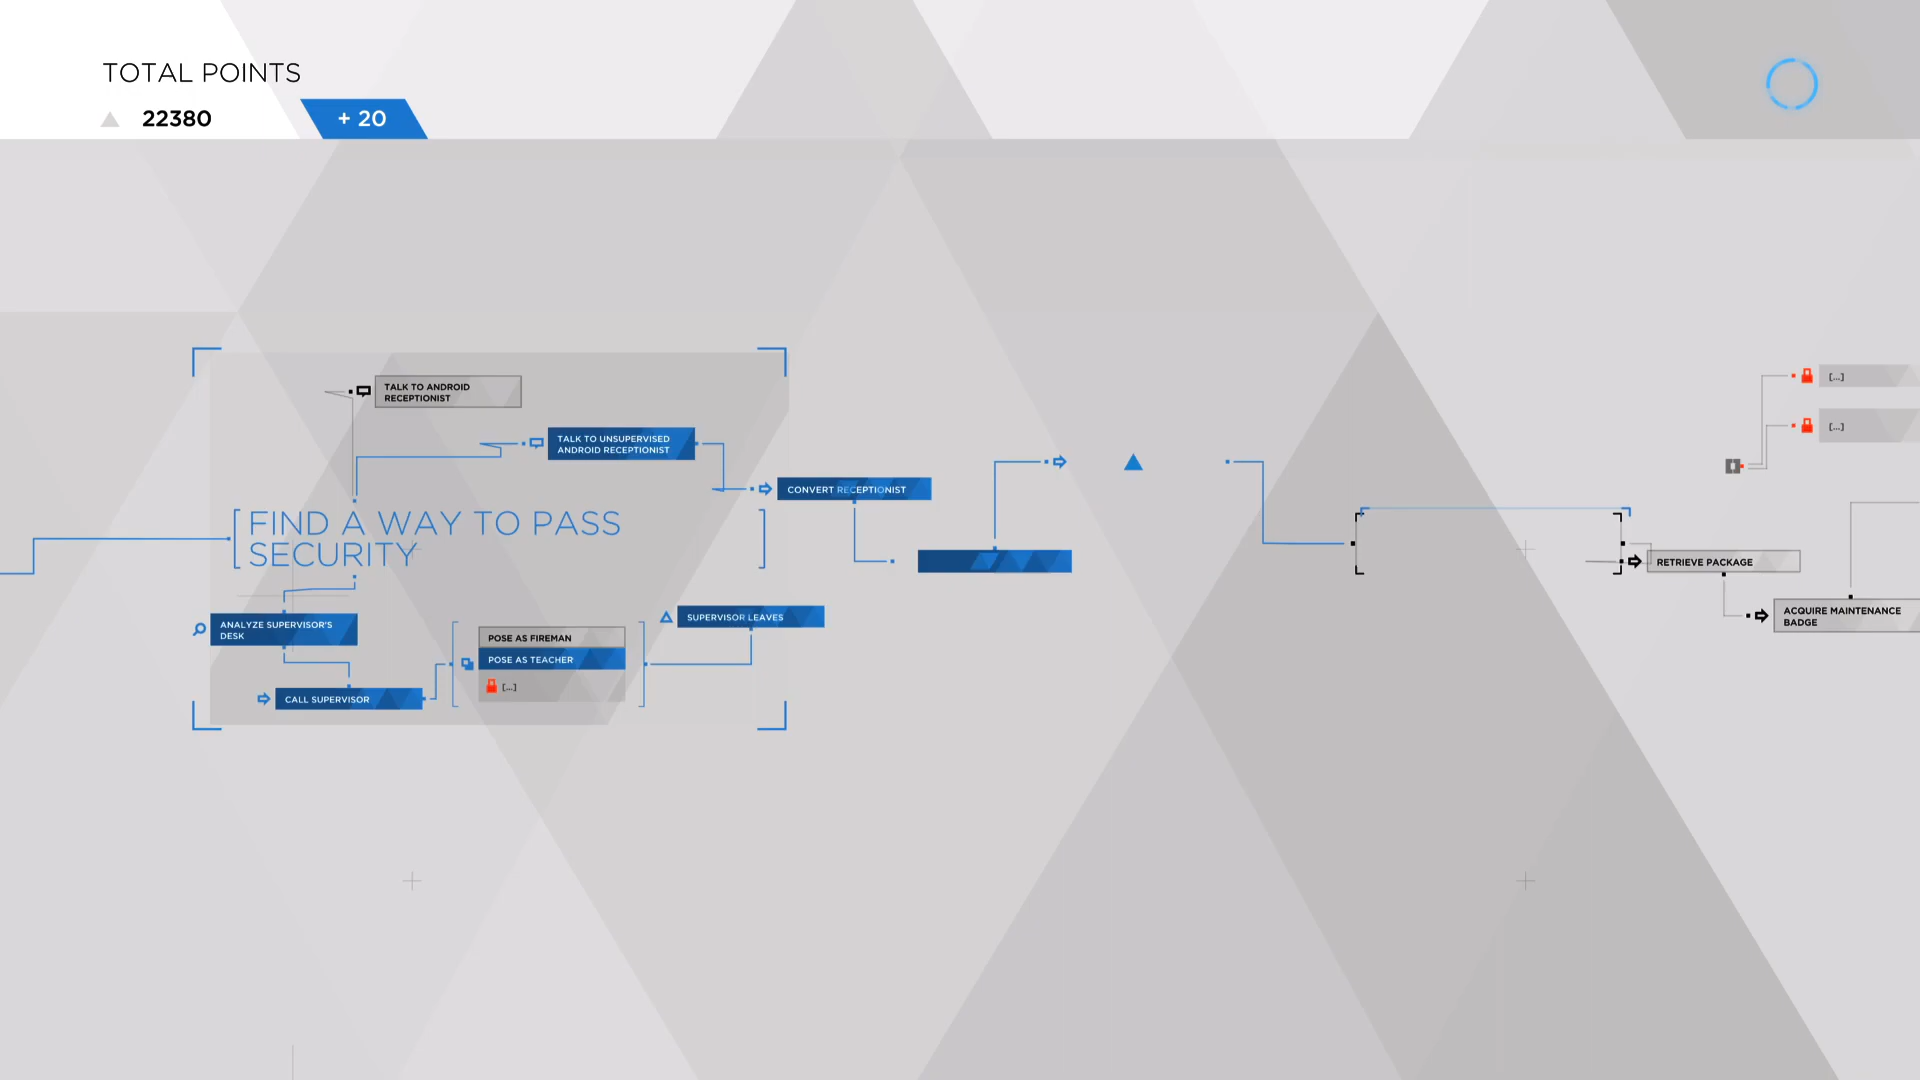 TOTAL POINTS
22380
+ 20
TALK TO ANDROID
RECEPTIONIST
TALK TO UNSUPERVISED
ANDROID RECEPTIONIST
CONVERT RECEPTIONIST
FIND A WAY TO PASS
SECURITY
ANALYZE SUPERVISOR'S
DESK
CALL SUPERVISOR
POSE AS FIREMAN
POSE AS TEACHER
[...]
SUPERVISOR LEAVES
[...]
[...]
RETRIEVE PACKAGE
ACQUIRE MAINTENANCE
BADGE